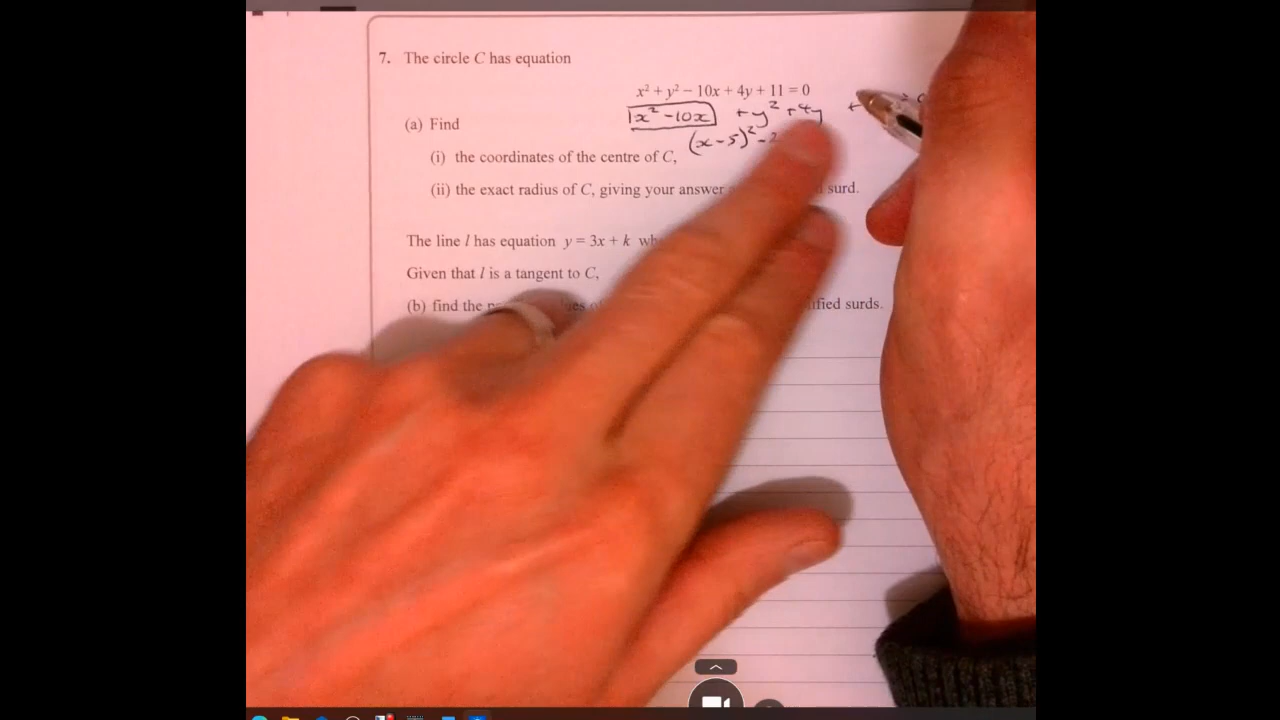 7. The circle C has equation
x² + y² − 10x + 4y + 11 = 0
x² −10x + y² + 4y
(a) Find
(x − 5)² −
(i) the coordinates of the centre of C,
(ii) the exact radius of C, giving your answer surd.
The line l has equation y = 3x + k
Given that l is a tangent to C,
(b) find the surds.